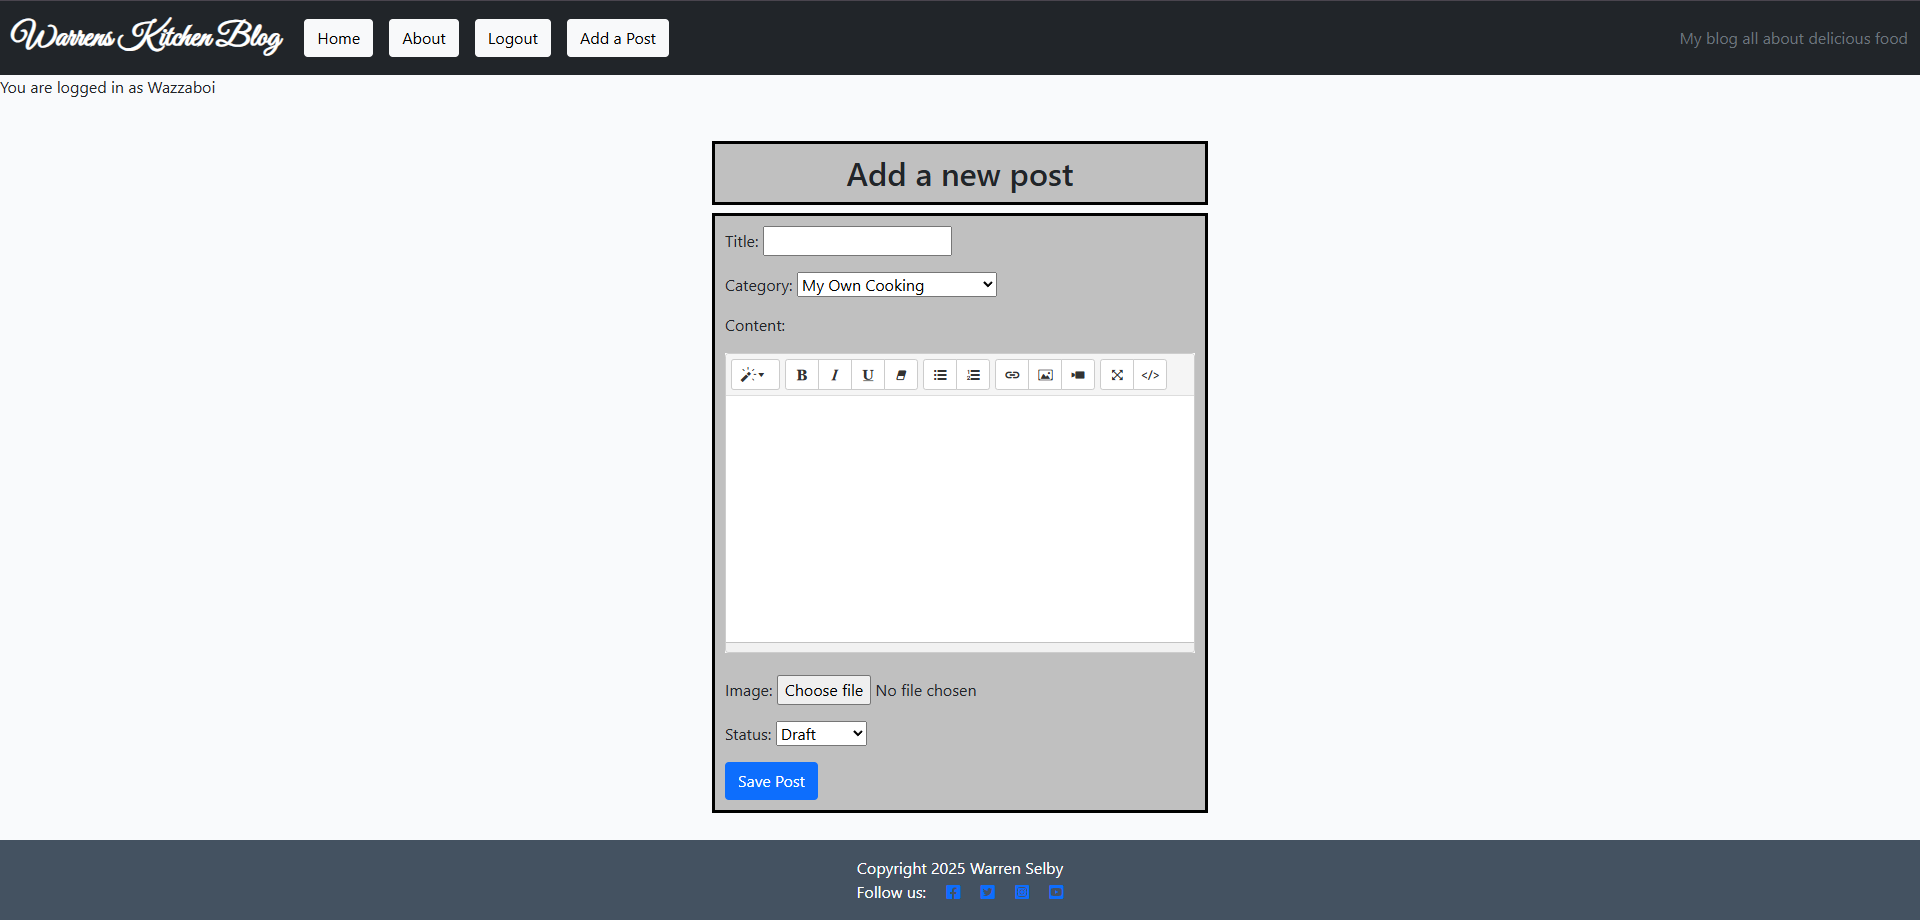 Warrens Kitchen Blog Home About Logout Add a Post My blog all about delicious food
You are logged in as Wazzaboi
Add a new post
Title:
Category: My Own Cooking
Content:
B I U </>
Image: Choose file No file chosen
Status: Draft
Save Post
Copyright 2025 Warren Selby
Follow us: